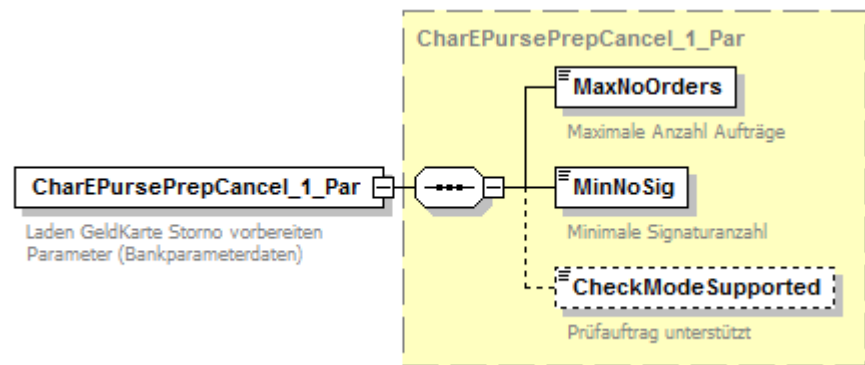 CharEPursePrepCancel_1_Par
MaxNoOrders
Maximale Anzahl Aufträge
CharEPursePrepCancel_1_Par
Laden GeldKarte Storno vorbereiten
Parameter (Bankparameterdaten)
MinNoSig
Minimale Signaturanzahl
CheckModeSupported
Prüfauftrag unterstützt